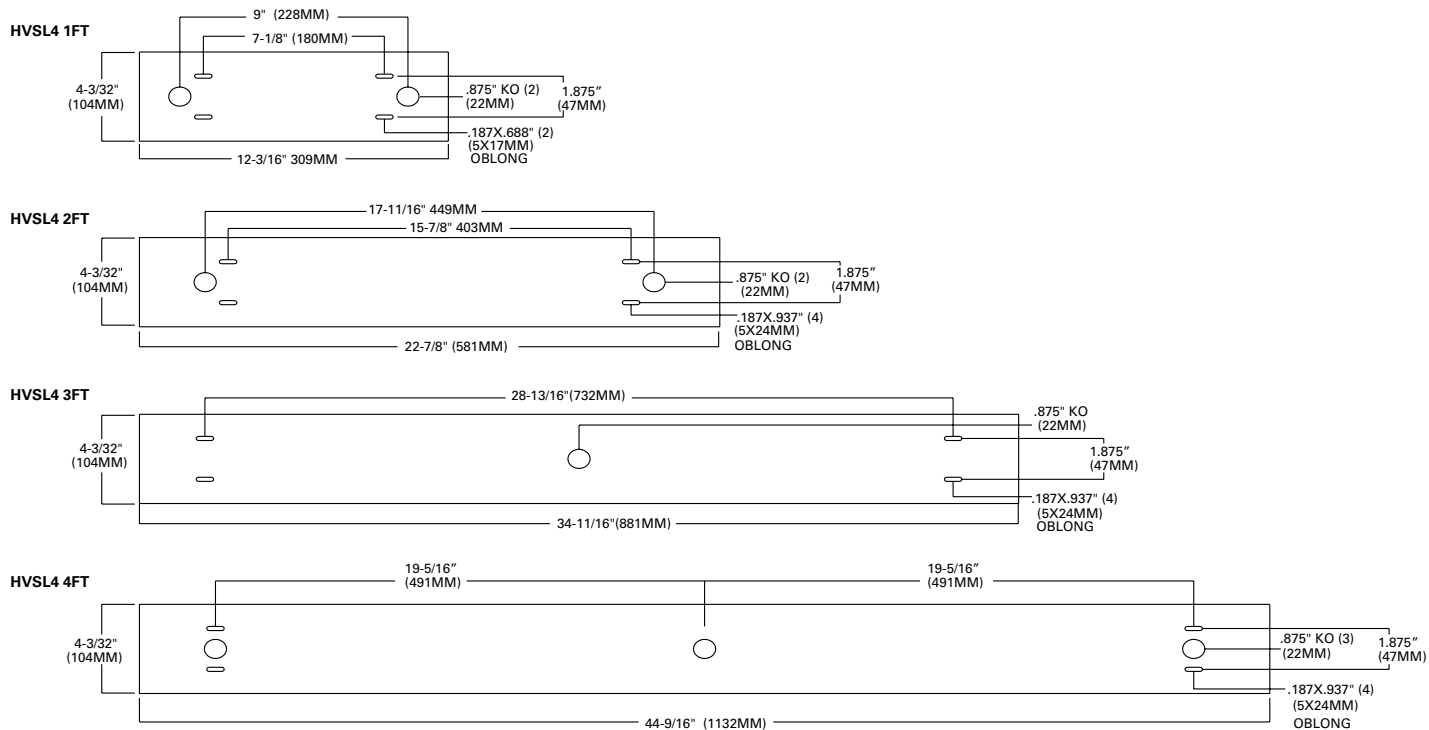 HVSL4 1FT
9" (228MM)
7-1/8" (180MM)
4-3/32"
(104MM)
.875" KO (2)
(22MM)
1.875″
(47MM)
.187X.688" (2)
(5X17MM)
OBLONG
12-3/16" 309MM
HVSL4 2FT
17-11/16" 449MM
15-7/8" 403MM
4-3/32"
(104MM)
.875" KO (2)
(22MM)
1.875″
(47MM)
.187X.937" (4)
(5X24MM)
OBLONG
22-7/8" (581MM)
HVSL4 3FT
28-13/16"(732MM)
.875" KO
(22MM)
4-3/32"
(104MM)
1.875″
(47MM)
.187X.937" (4)
(5X24MM)
OBLONG
34-11/16"(881MM)
HVSL4 4FT
19-5/16″
(491MM)
19-5/16″
(491MM)
4-3/32"
(104MM)
.875" KO (3)
(22MM)
1.875″
(47MM)
.187X.937" (4)
(5X24MM)
OBLONG
44-9/16" (1132MM)